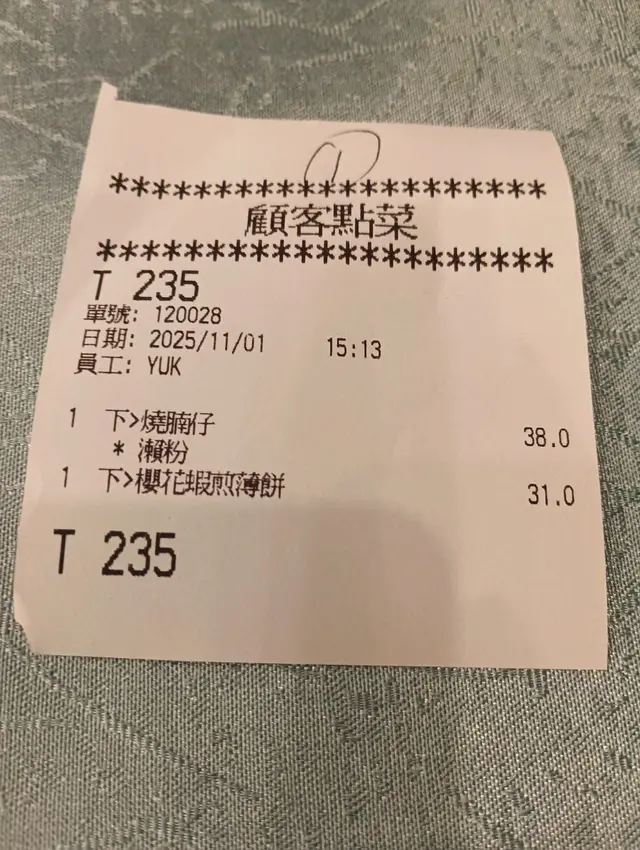 1
*********************
顧客點菜
*********************
T 235
單號: 120028
日期: 2025/11/01 15:13
員工: YUK
1 下>燒腩仔 38.0
* 瀨粉
1 下>櫻花蝦煎薄餅 31.0
T 235